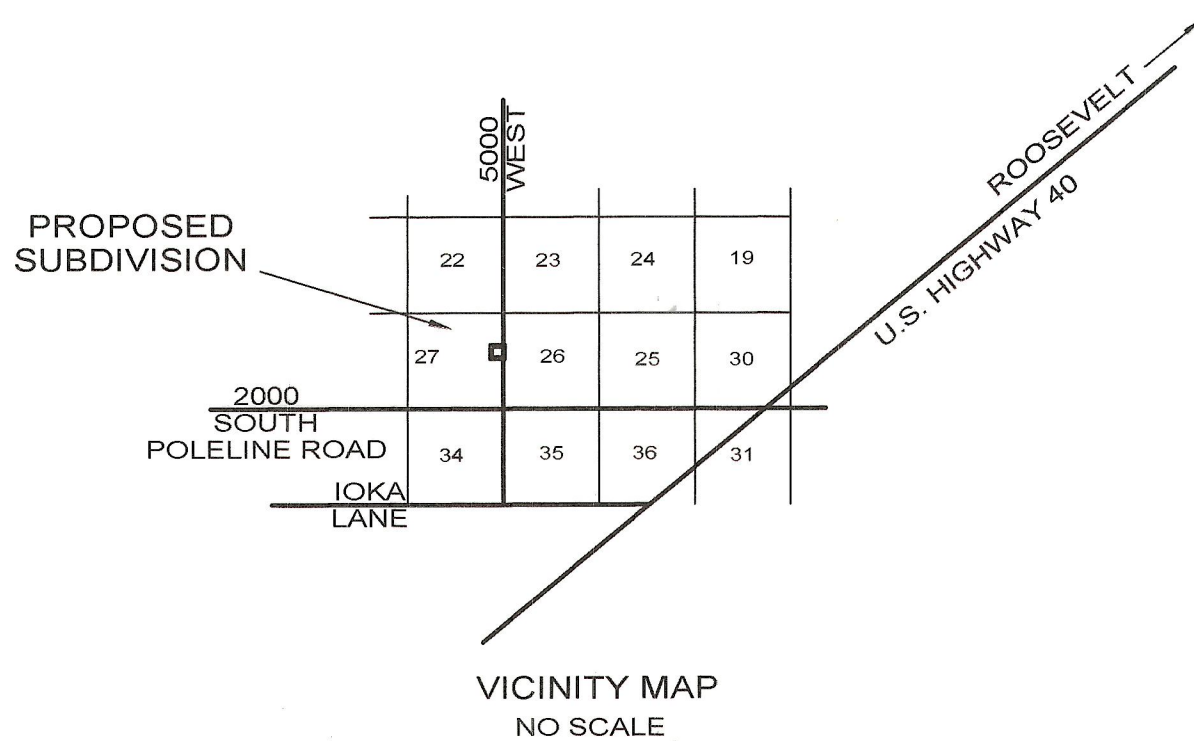 ROOSEVELT
U.S. HIGHWAY 40
5000
WEST
PROPOSED
SUBDIVISION
22 23 24 19
27 26 25 30
2000
SOUTH
POLELINE ROAD
34 35 36 31
IOKA
LANE
VICINITY MAP
NO SCALE